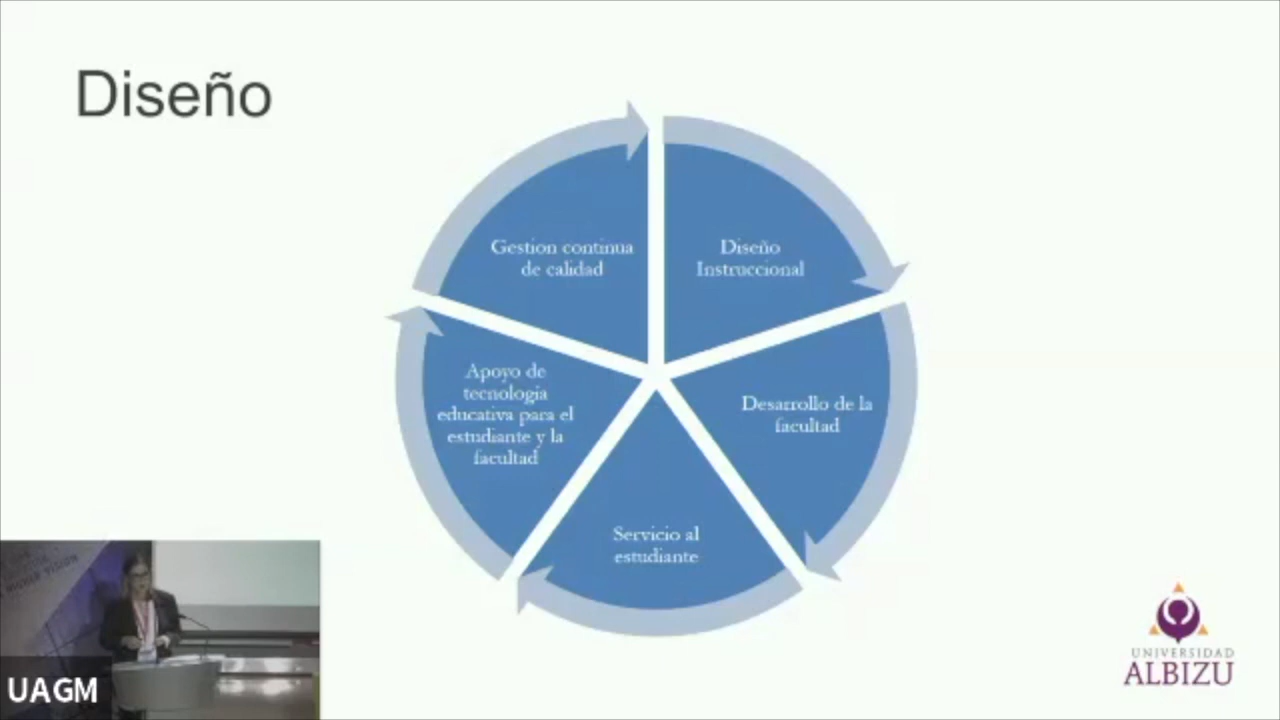 Diseño
Gestion continua
de calidad
Diseño
Instruccional
Apoyo de
tecnologia
educativa para el
estudiante y la
facultad
Desarrollo de la
facultad
Servicio al
estudiante
UAGM
UNIVERSIDAD
ALBIZU